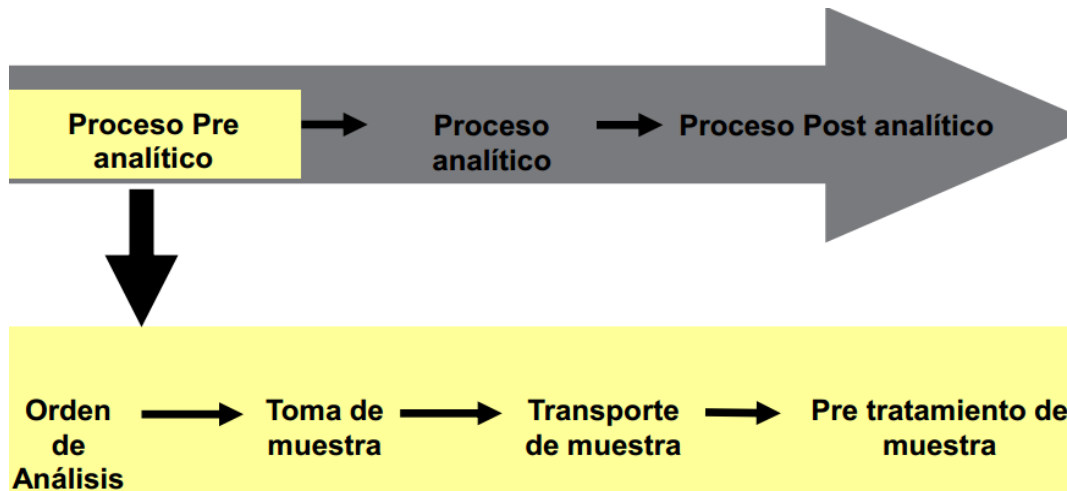 Proceso Pre
analítico
Proceso
analítico
Proceso Post analítico
Orden
de
Análisis
Toma de
muestra
Transporte
de muestra
Pre tratamiento de
muestra